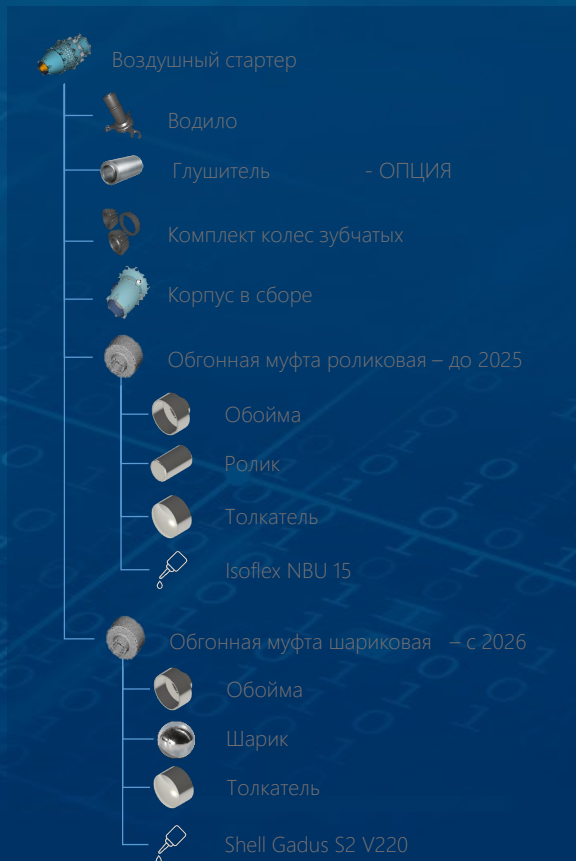 Воздушный стартер
Водило
Глушитель - ОПЦИЯ
Комплект колес зубчатых
Корпус в сборе
Обгонная муфта роликовая – до 2025
Обойма
Ролик
Толкатель
Isoflex NBU 15
Обгонная муфта шариковая – с 2026
Обойма
Шарик
Толкатель
Shell Gadus S2 V220